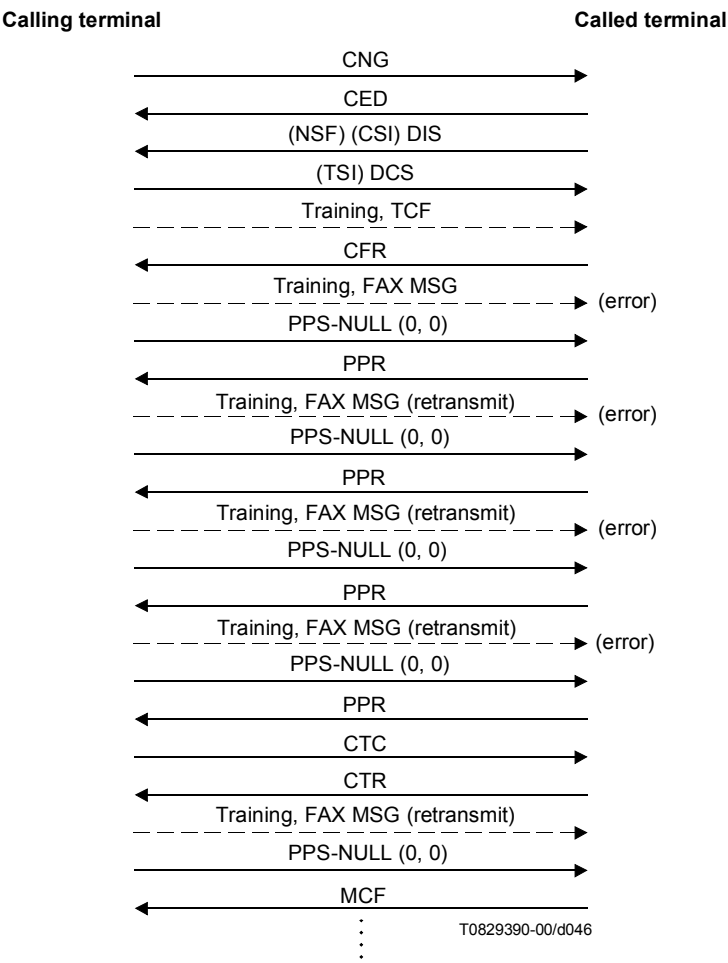 Calling terminal Called terminal
CNG
CED
(NSF) (CSI) DIS
(TSI) DCS
Training, TCF
CFR
Training, FAX MSG
(error)
PPS-NULL (0, 0)
PPR
Training, FAX MSG (retransmit)
(error)
PPS-NULL (0, 0)
PPR
Training, FAX MSG (retransmit)
(error)
PPS-NULL (0, 0)
PPR
Training, FAX MSG (retransmit)
(error)
PPS-NULL (0, 0)
PPR
CTC
CTR
Training, FAX MSG (retransmit)
PPS-NULL (0, 0)
MCF
T0829390-00/d046